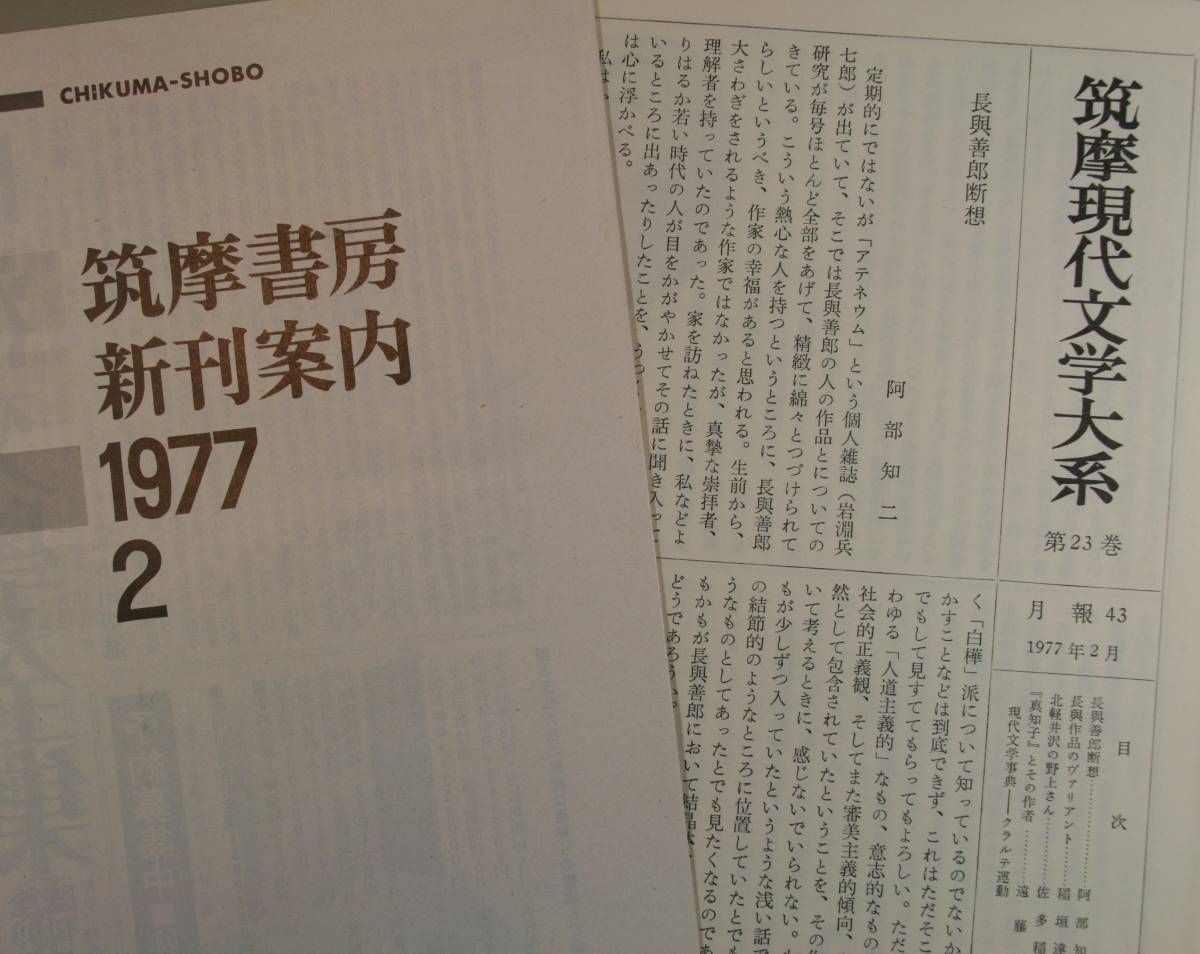 CHIKUMA-SHOBO
筑摩書房
新刊案内
1977
2
筑摩現代文学大系
第23巻
月報43
1977年2月
目次
長與善郎断想…………阿部知
長與作品のヴァリアント………稲垣達
北軽井沢の野上さん…………佐多稲
『真知子』とその作者…………遠藤
現代文学事典――クラルテ運動
長與善郎断想
阿部知二
定期的にではないが「アテネウム」という個人雑誌（岩淵兵
七郎）が出ていて、そこでは長與善郎の人の作品とについての
研究が毎号ほとんど全部をあげて、精緻に綿々とつづけられて
きている。こういう熱心な人を持つというところに、長與善郎
らしいというべき、作家の幸福があると思われる。生前から、
大さわぎをされるような作家ではなかったが、真摯な崇拝者、
理解者を持っていたのであった。家を訪ねたときに、私などよ
りはるか若い時代の人が目をかがやかせてその話に聞き入って
いるところに出あったりしたことを、うつ
は心に浮かべる。
私は
く「白樺」派について知っているのでないか
かすことなどは到底できず、これはただそこ
でもして見すててもらってもよろしい。ただ
わゆる「人道主義的」なもの、意志的なもの
社会的正義観、そしてまた審美主義的傾向、
然として包含されていたということを、その
いて考えるときに、感じないでいられない。
もが少しずつ入っていたというような浅い話で
の結節的のようなところに位置していたとでも
うなものとしてあったとでも見たくなるのであ
もかもが長與善郎において結晶
どうであろうか。